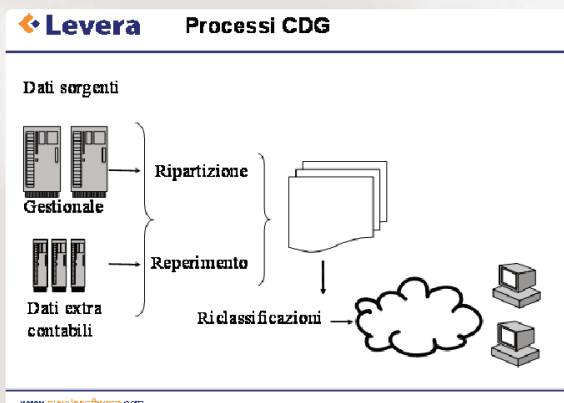 Levera Processi CDG
Dati sorgenti
Ripartizione
Gestionale
Reperimento
Dati extra
contabili
Riclassificazioni